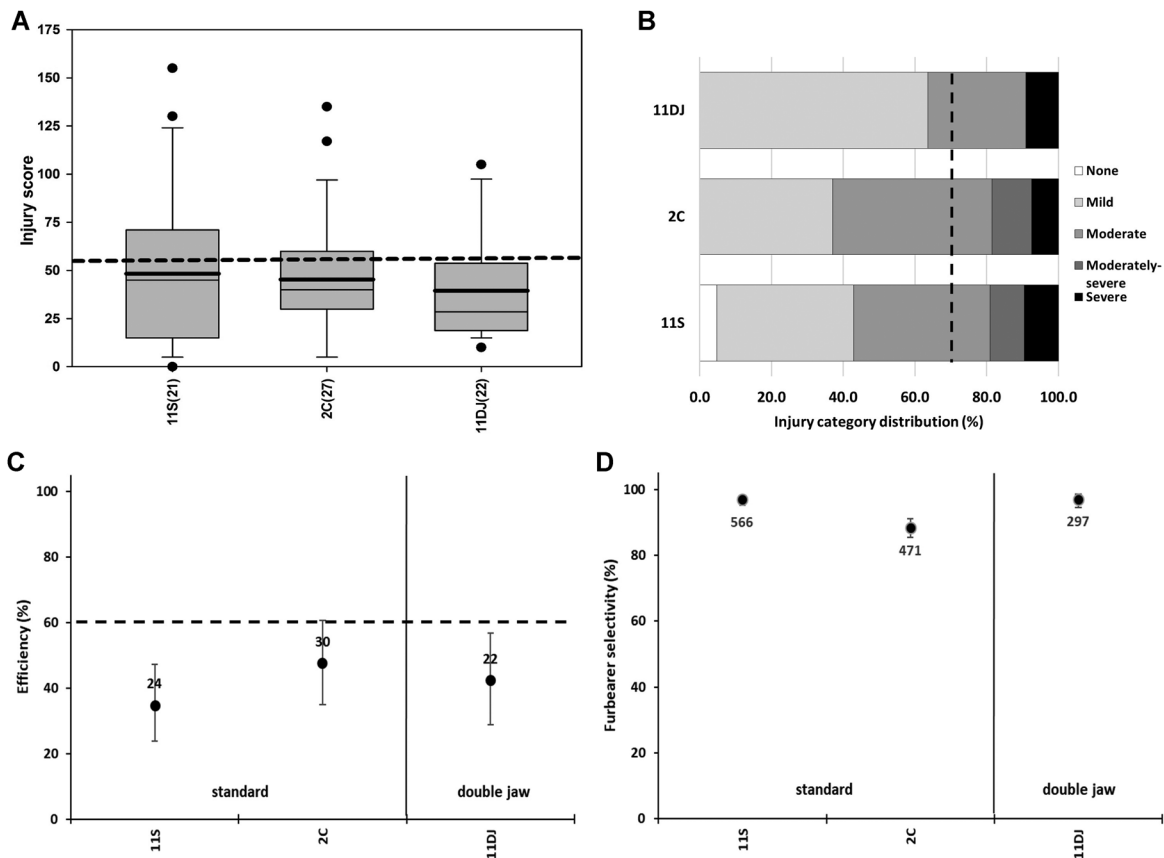 A
175
150
125
100
75
50
25
0
Injury score
11S(21)
2C(27)
11DJ(22)
B
11DJ
2C
11S
0.0 20.0 40.0 60.0 80.0 100.0
Injury category distribution (%)
None
Mild
Moderate
Moderately-
severe
Severe
C
100
80
60
40
20
0
Efficiency (%)
24
30
22
standard
double jaw
11S
2C
11DJ
D
100
80
60
40
20
0
Furbearer selectivity (%)
566
471
297
standard
double jaw
11S
2C
11DJ